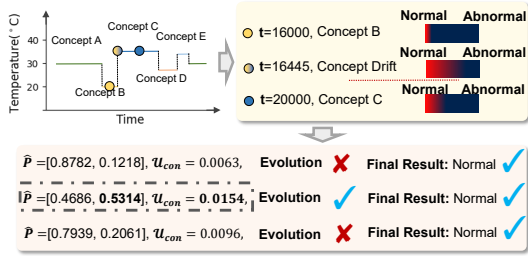 Temperature(°C)
40
30
20
Concept A
Concept B
Concept C
Concept D
Concept E
Time
Normal Abnormal
t=16000, Concept B
Normal Abnormal
t=16445, Concept Drift
Normal Abnormal
t=20000, Concept C
P̂ =[0.8782, 0.1218], 𝒰con = 0.0063, Evolution ✗ Final Result: Normal ✓
P̂ =[0.4686, 0.5314], 𝒰con = 0.0154, Evolution ✓ Final Result: Normal ✓
P̂ =[0.7939, 0.2061], 𝒰con = 0.0096, Evolution ✗ Final Result: Normal ✓